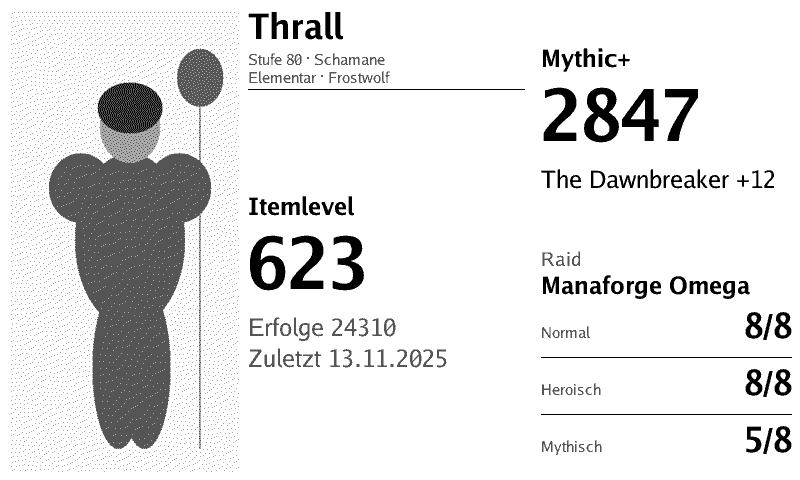 Thrall
Stufe 80 · Schamane
Elementar · Frostwolf
Itemlevel
623
Erfolge 24310
Zuletzt 13.11.2025
Mythic+
2847
The Dawnbreaker +12
Raid
Manaforge Omega
Normal 8/8
Heroisch 8/8
Mythisch 5/8